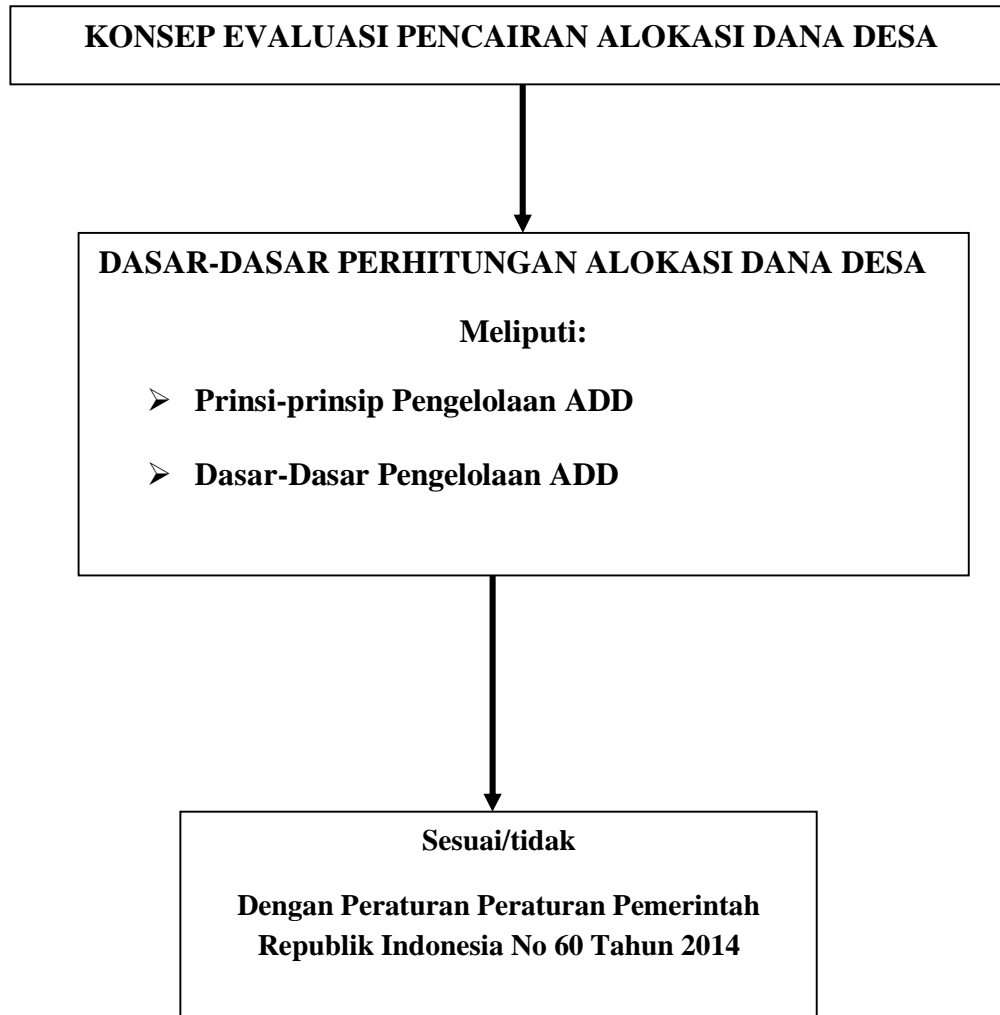 KONSEP EVALUASI PENCAIRAN ALOKASI DANA DESA
DASAR-DASAR PERHITUNGAN ALOKASI DANA DESA
Meliputi:
➢ Prinsi-prinsip Pengelolaan ADD
➢ Dasar-Dasar Pengelolaan ADD
Sesuai/tidak
Dengan Peraturan Peraturan Pemerintah
Republik Indonesia No 60 Tahun 2014